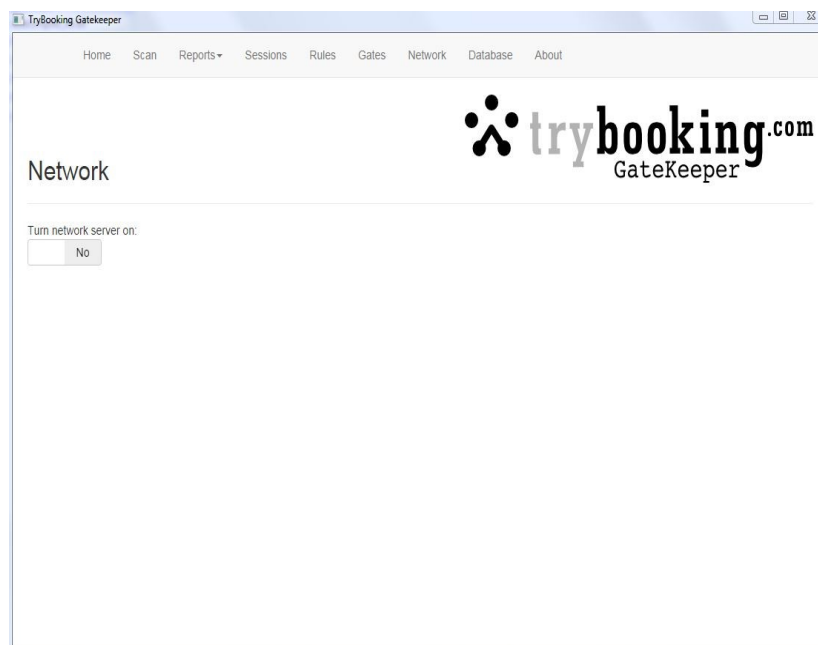 TryBooking Gatekeeper
Home Scan Reports Sessions Rules Gates Network Database About
trybooking.com
GateKeeper
Network
Turn network server on:
No